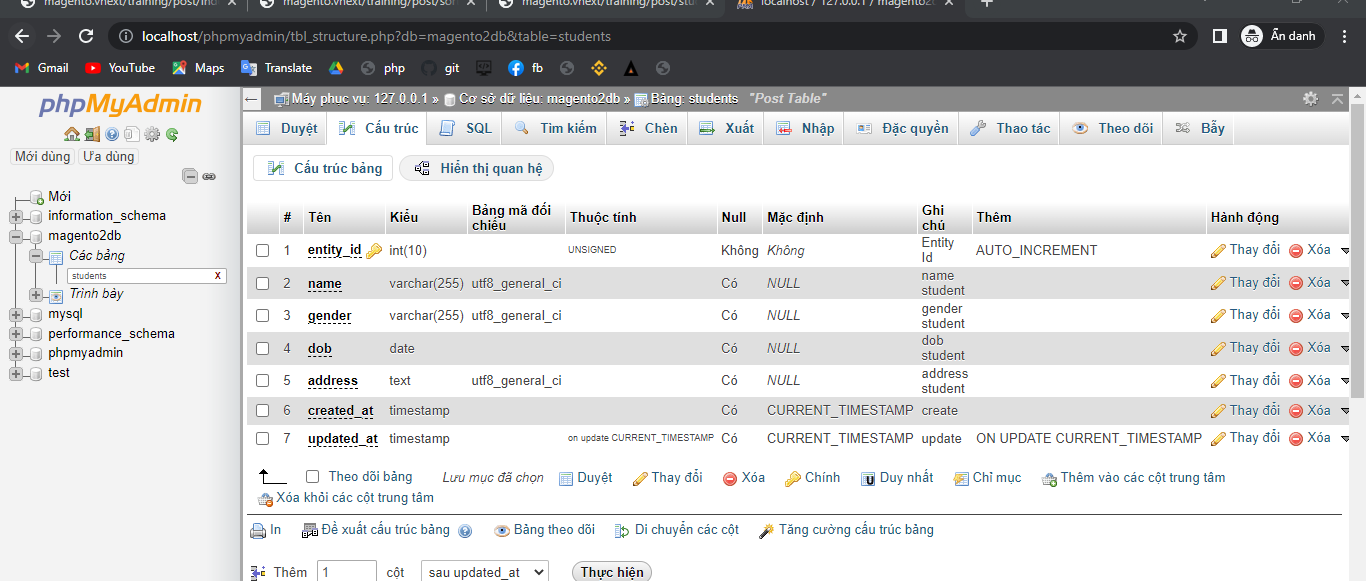 magento.vnext/training/post/ind
magento.vnext/training/post/sor
magento.vnext/training/post/stu
localhost / 127.0.0.1 / magento2
localhost/phpmyadmin/tbl_structure.php?db=magento2db&table=students
Ẩn danh
Gmail YouTube Maps Translate php git fb
phpMyAdmin
Mới dùng Ưa dùng
Mới
information_schema
magento2db
Các bảng
students X
Trình bày
mysql
performance_schema
phpmyadmin
test
Máy phục vụ: 127.0.0.1 » Cơ sở dữ liệu: magento2db » Bảng: students "Post Table"
Duyệt Cấu trúc SQL Tìm kiếm Chèn Xuất Nhập Đặc quyền Thao tác Theo dõi Bẫy
Cấu trúc bảng Hiển thị quan hệ
# Tên Kiểu Bảng mã đối chiếu Thuộc tính Null Mặc định Ghi chú Thêm Hành động
1 entity_id int(10) UNSIGNED Không Không Entity Id AUTO_INCREMENT Thay đổi Xóa
2 name varchar(255) utf8_general_ci Có NULL name student Thay đổi Xóa
3 gender varchar(255) utf8_general_ci Có NULL gender student Thay đổi Xóa
4 dob date Có NULL dob student Thay đổi Xóa
5 address text utf8_general_ci Có NULL address student Thay đổi Xóa
6 created_at timestamp Có CURRENT_TIMESTAMP create Thay đổi Xóa
7 updated_at timestamp on update CURRENT_TIMESTAMP Có CURRENT_TIMESTAMP update ON UPDATE CURRENT_TIMESTAMP Thay đổi Xóa
Theo dõi bảng Lưu mục đã chọn Duyệt Thay đổi Xóa Chính Duy nhất Chỉ mục Thêm vào các cột trung tâm
Xóa khỏi các cột trung tâm
In Đề xuất cấu trúc bảng Bảng theo dõi Di chuyển các cột Tăng cường cấu trúc bảng
Thêm 1 cột sau updated_at Thực hiện